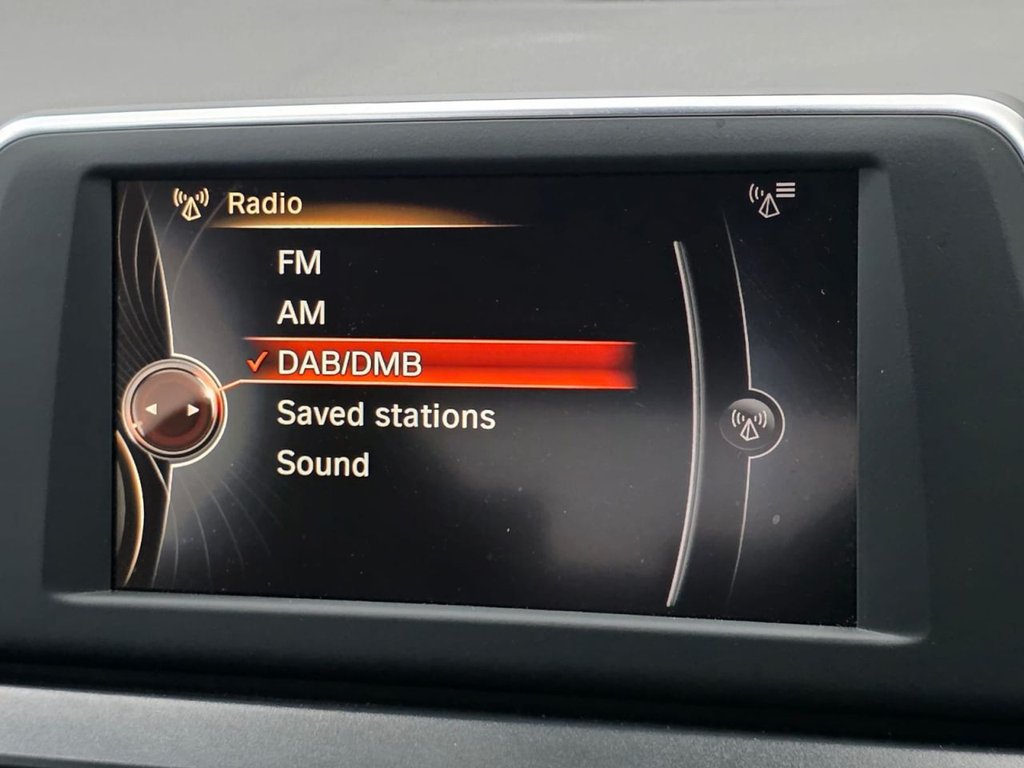 Radio
FM
AM
DAB/DMB
Saved stations
Sound